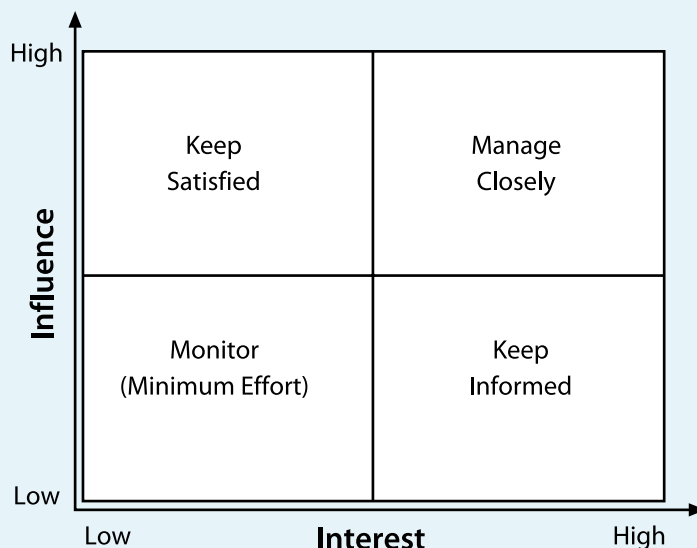 High
Keep
Satisfied
Manage
Closely
Influence
Monitor
(Minimum Effort)
Keep
Informed
Low
Low
Interest
High